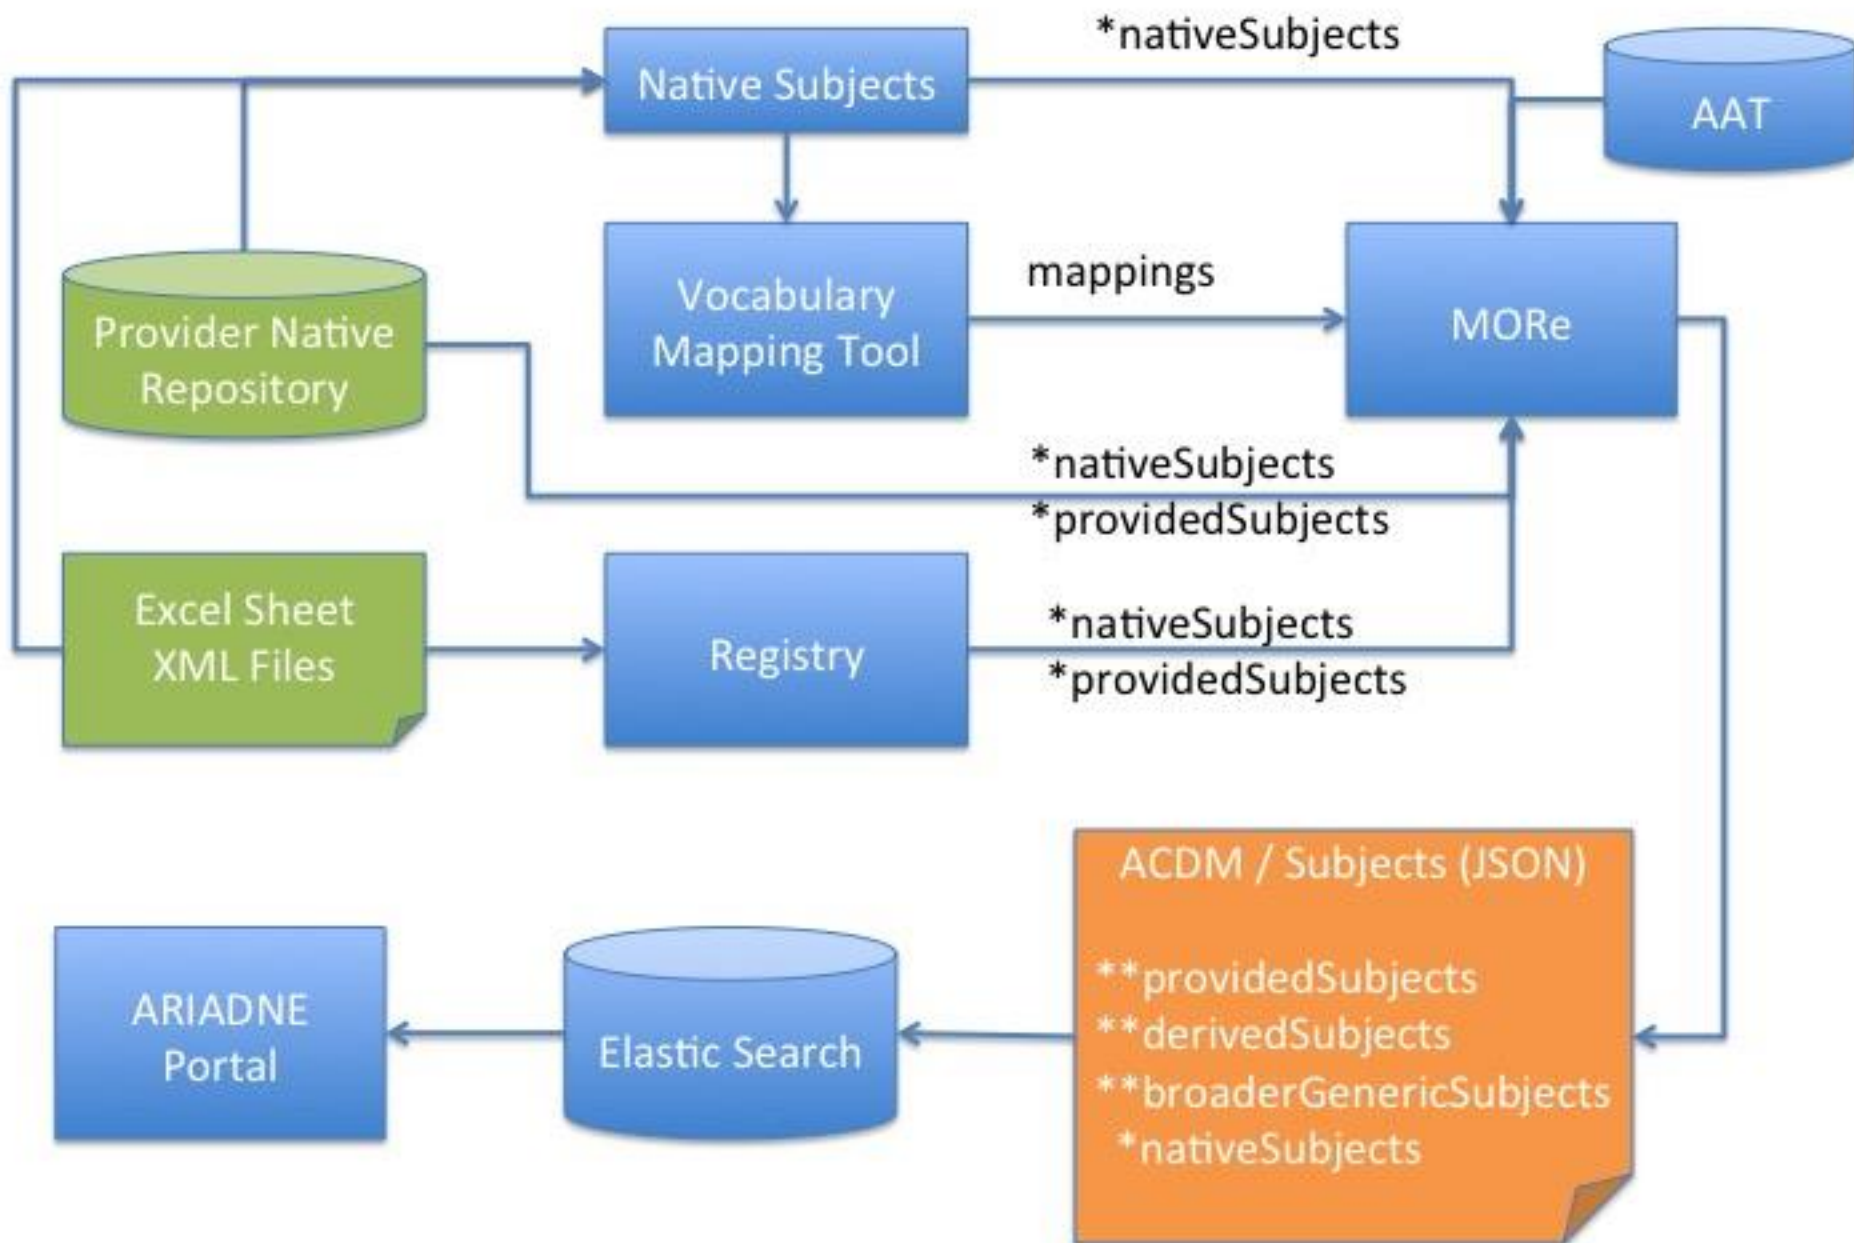 *nativeSubjects
Native Subjects
AAT
Provider Native
Repository
Vocabulary
Mapping Tool
mappings
MORe
*nativeSubjects
*providedSubjects
Excel Sheet
XML Files
Registry
*nativeSubjects
*providedSubjects
ACDM / Subjects (JSON)
**providedSubjects
**derivedSubjects
**broaderGenericSubjects
*nativeSubjects
Elastic Search
ARIADNE
Portal